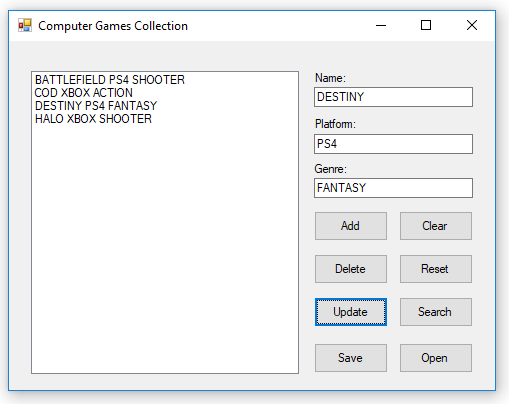 Computer Games Collection
BATTLEFIELD PS4 SHOOTER
COD XBOX ACTION
DESTINY PS4 FANTASY
HALO XBOX SHOOTER
Name:
DESTINY
Platform:
PS4
Genre:
FANTASY
Add Clear
Delete Reset
Update Search
Save Open